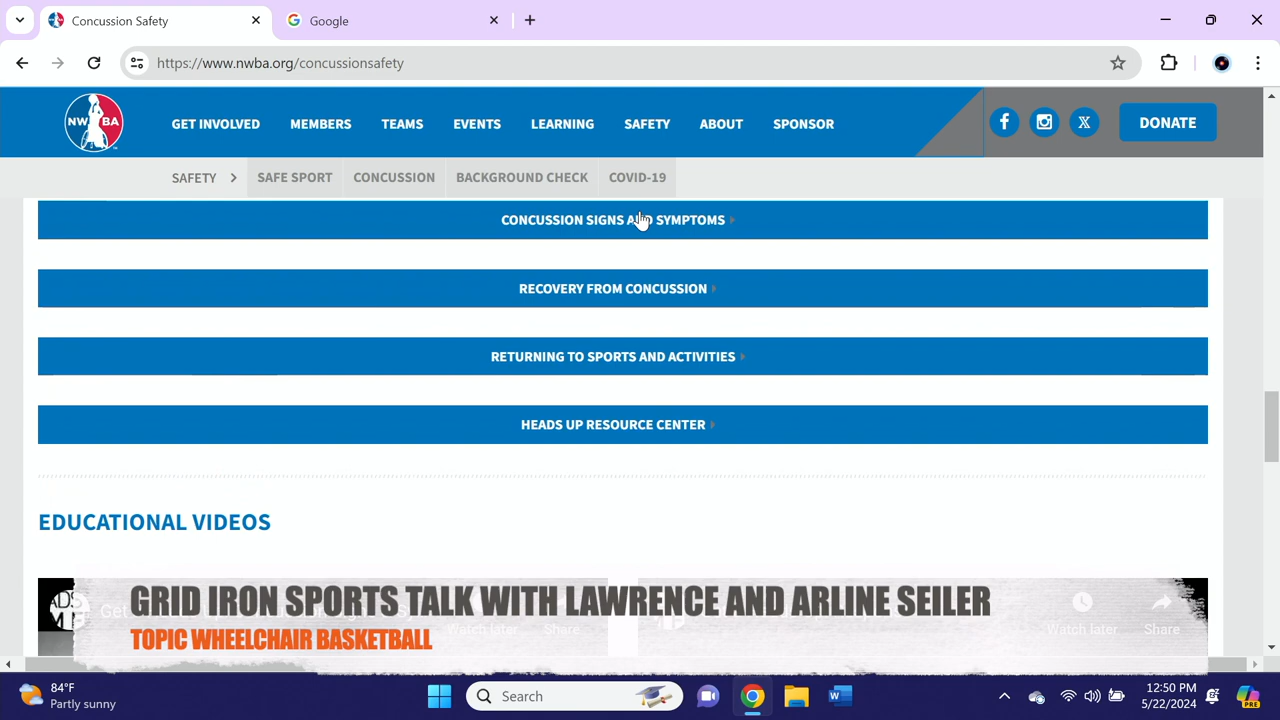 Concussion Safety
Google
https://www.nwba.org/concussionsafety
NW BA
GET INVOLVED MEMBERS TEAMS EVENTS LEARNING SAFETY ABOUT SPONSOR
DONATE
SAFETY > SAFE SPORT CONCUSSION BACKGROUND CHECK COVID-19
CONCUSSION SIGNS AND SYMPTOMS
RECOVERY FROM CONCUSSION
RETURNING TO SPORTS AND ACTIVITIES
HEADS UP RESOURCE CENTER
EDUCATIONAL VIDEOS
Watch later Share
Watch later Share
GRID IRON SPORTS TALK WITH LAWRENCE AND ARLINE SEILER
TOPIC WHEELCHAIR BASKETBALL
84°F
Partly sunny
Search
12:50 PM
5/22/2024
PRE